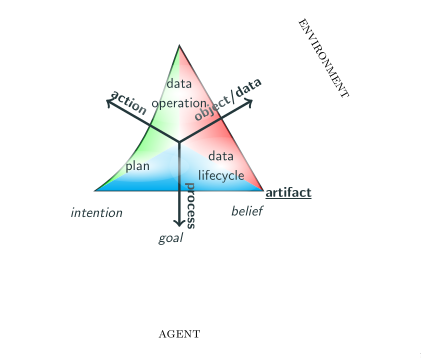 ENVIRONMENT
data
operation
action
object/data
plan
data
lifecycle
process
artifact
intention
belief
goal
AGENT